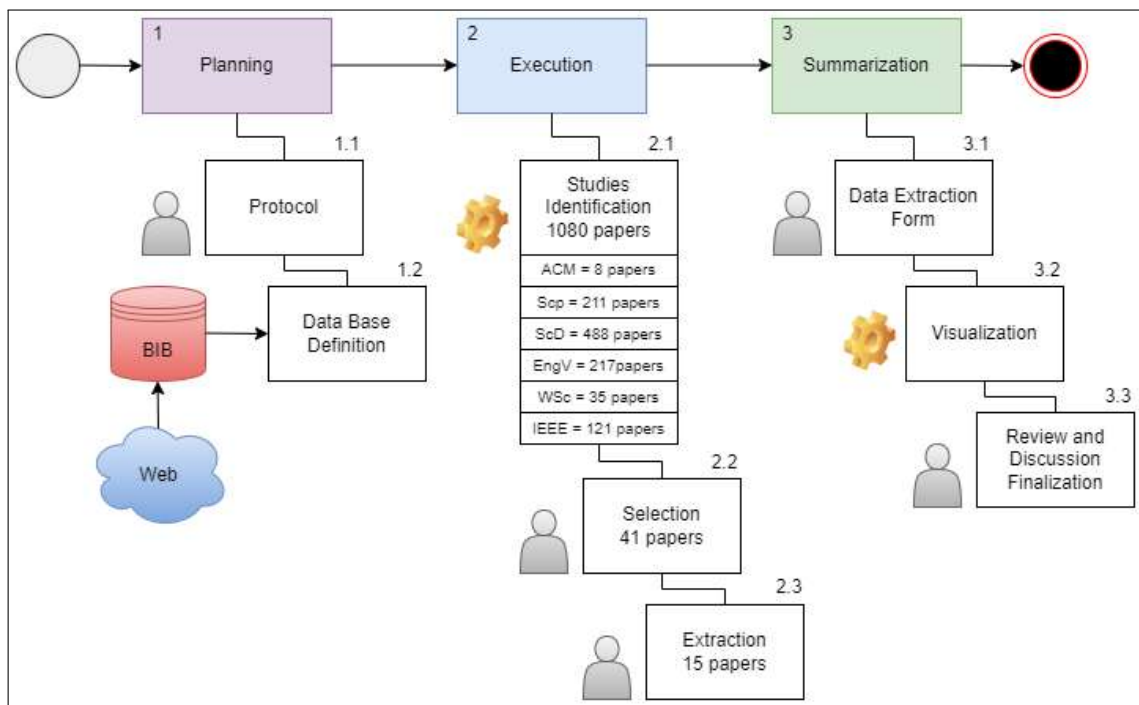 1
Planning
2
Execution
3
Summarization
1.1
Protocol
1.2
Data Base
Definition
BIB
Web
2.1
Studies
Identification
1080 papers
ACM = 8 papers
Scp = 211 papers
ScD = 488 papers
EngV = 217papers
WSc = 35 papers
IEEE = 121 papers
2.2
Selection
41 papers
2.3
Extraction
15 papers
3.1
Data Extraction
Form
3.2
Visualization
3.3
Review and
Discussion
Finalization